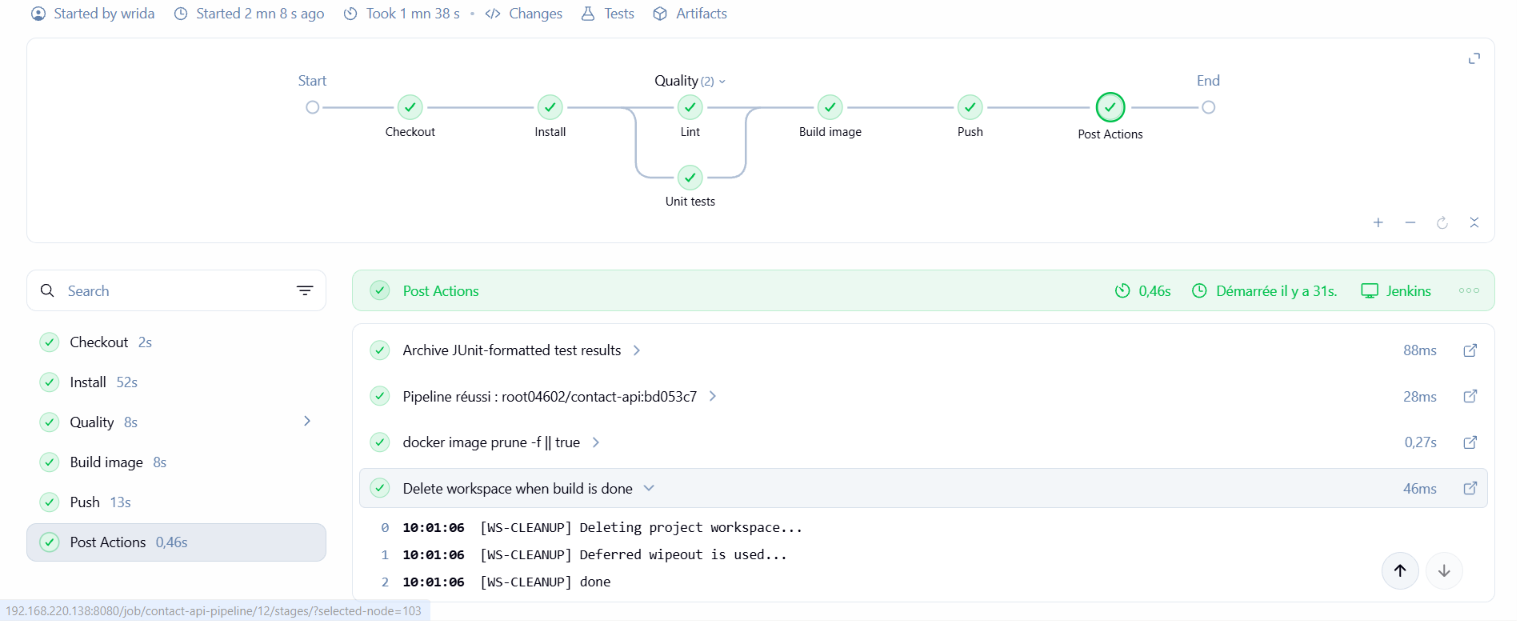 Started by wrida Started 2 mn 8 s ago Took 1 mn 38 s Changes Tests Artifacts
Start Quality (2) End
Checkout Install Lint Build image Push Post Actions
Unit tests
Search
Checkout 2s
Install 52s
Quality 8s
Build image 8s
Push 13s
Post Actions 0,46s
Post Actions 0,46s Démarrée il y a 31s. Jenkins
Archive JUnit-formatted test results 88ms
Pipeline réussi : root04602/contact-api:bd053c7 28ms
docker image prune -f || true 0,27s
Delete workspace when build is done 46ms
0 10:01:06 [WS-CLEANUP] Deleting project workspace...
1 10:01:06 [WS-CLEANUP] Deferred wipeout is used...
2 10:01:06 [WS-CLEANUP] done
192.168.220.138:8080/job/contact-api-pipeline/12/stages/?selected-node=103